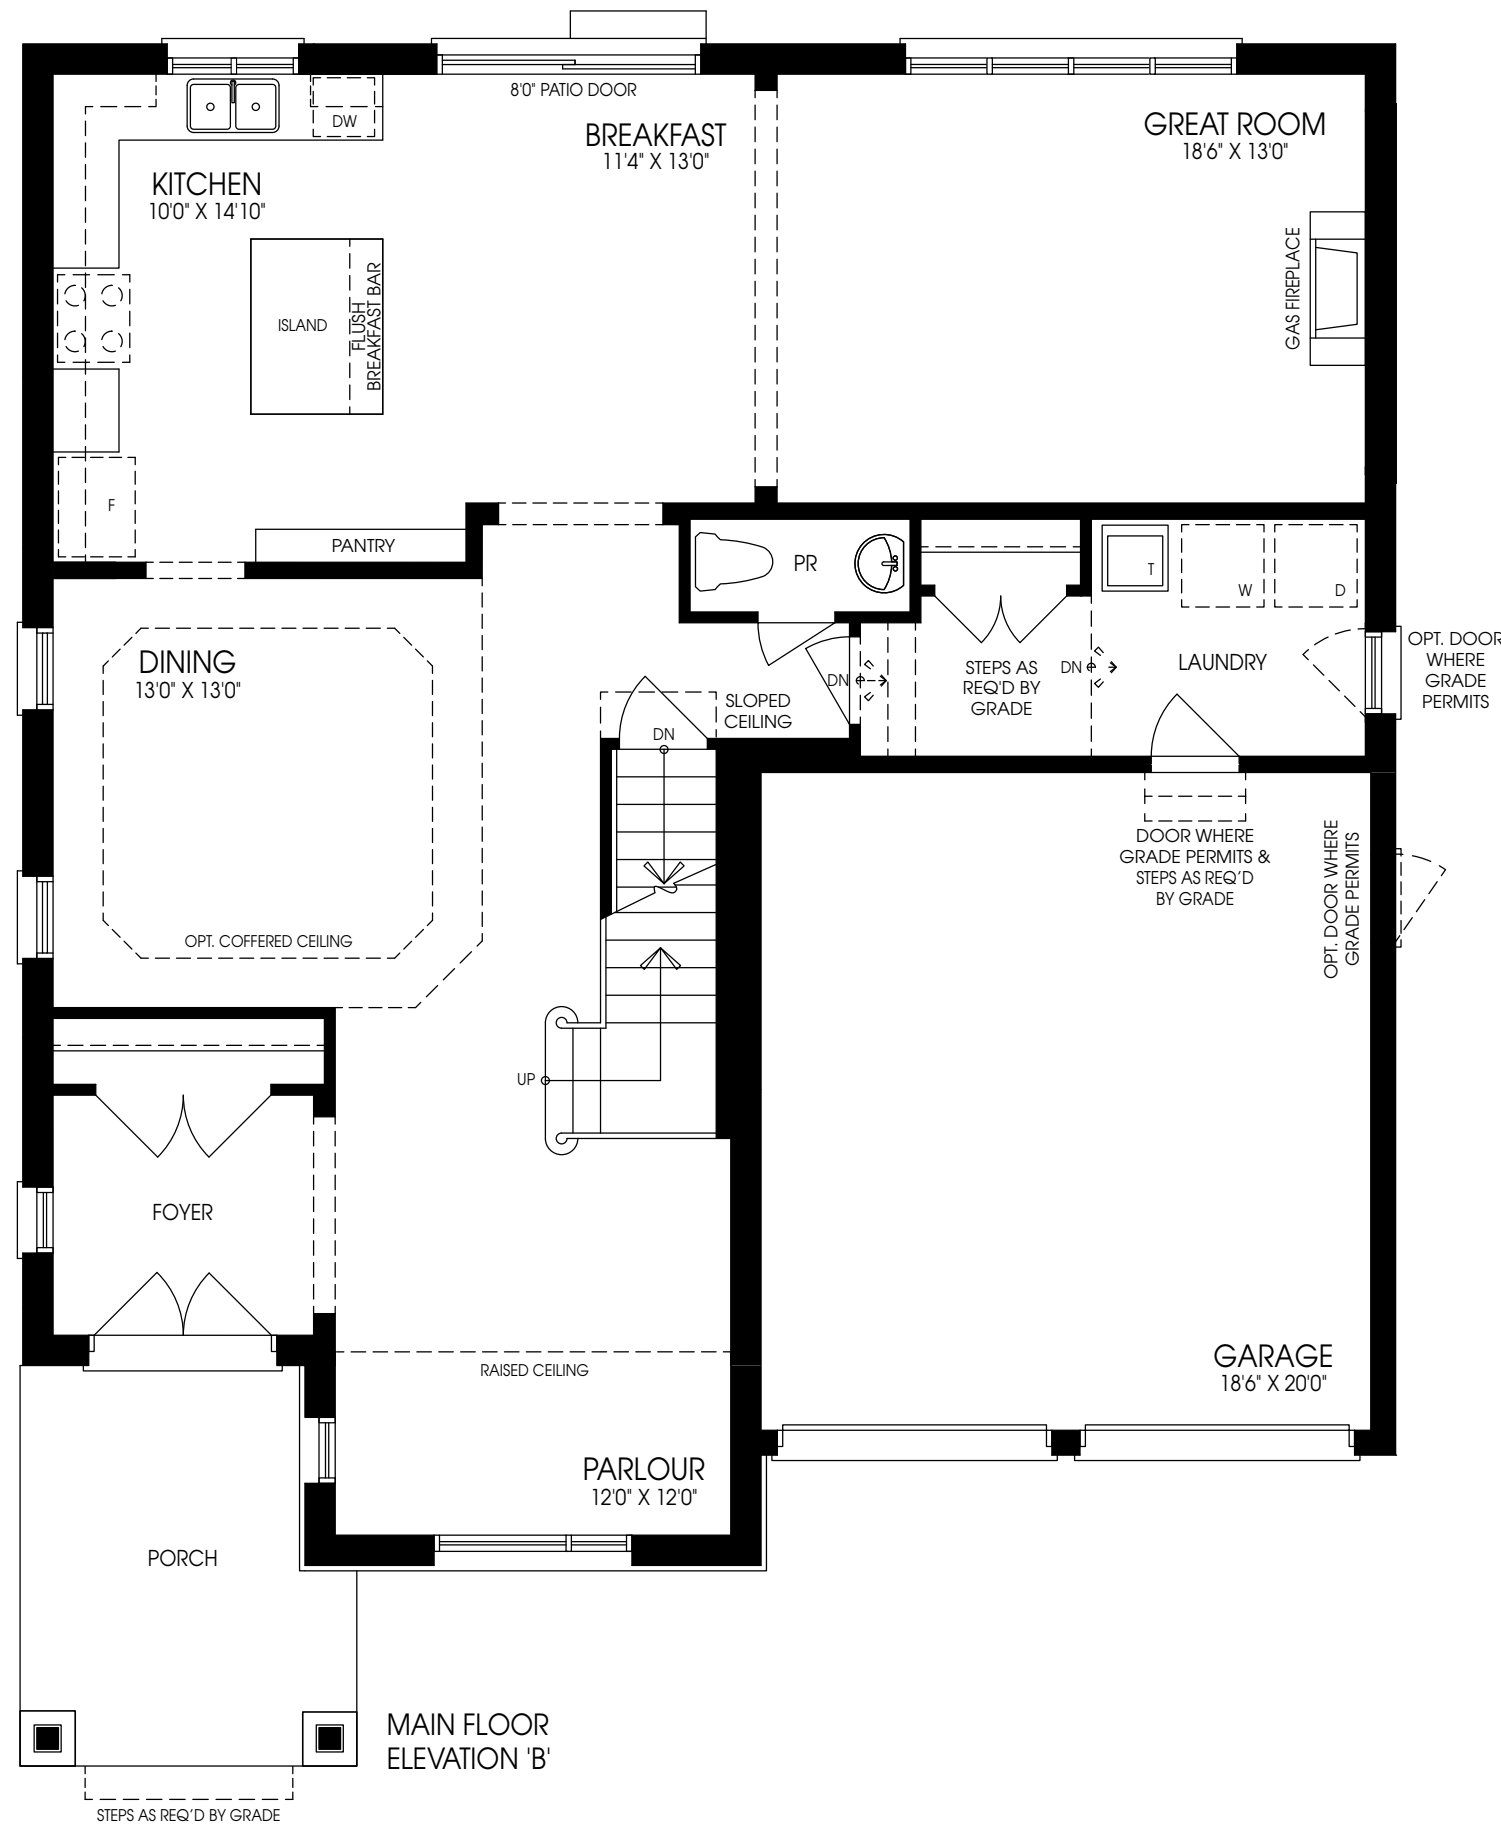 8'0" PATIO DOOR
DW
BREAKFAST
11'4" X 13'0"
GREAT ROOM
18'6" X 13'0"
KITCHEN
10'0" X 14'10"
ISLAND
FLUSH
BREAKFAST BAR
GAS FIREPLACE
F
PANTRY
PR
T
W
D
DINING
13'0" X 13'0"
OPT. COFFERED CEILING
SLOPED
CEILING
DN
DN
STEPS AS
REQ'D BY
GRADE
DN
LAUNDRY
OPT. DOOR
WHERE
GRADE
PERMITS
DOOR WHERE
GRADE PERMITS &
STEPS AS REQ'D
BY GRADE
OPT. DOOR WHERE
GRADE PERMITS
UP
FOYER
RAISED CEILING
GARAGE
18'6" X 20'0"
PARLOUR
12'0" X 12'0"
PORCH
MAIN FLOOR
ELEVATION 'B'
STEPS AS REQ'D BY GRADE